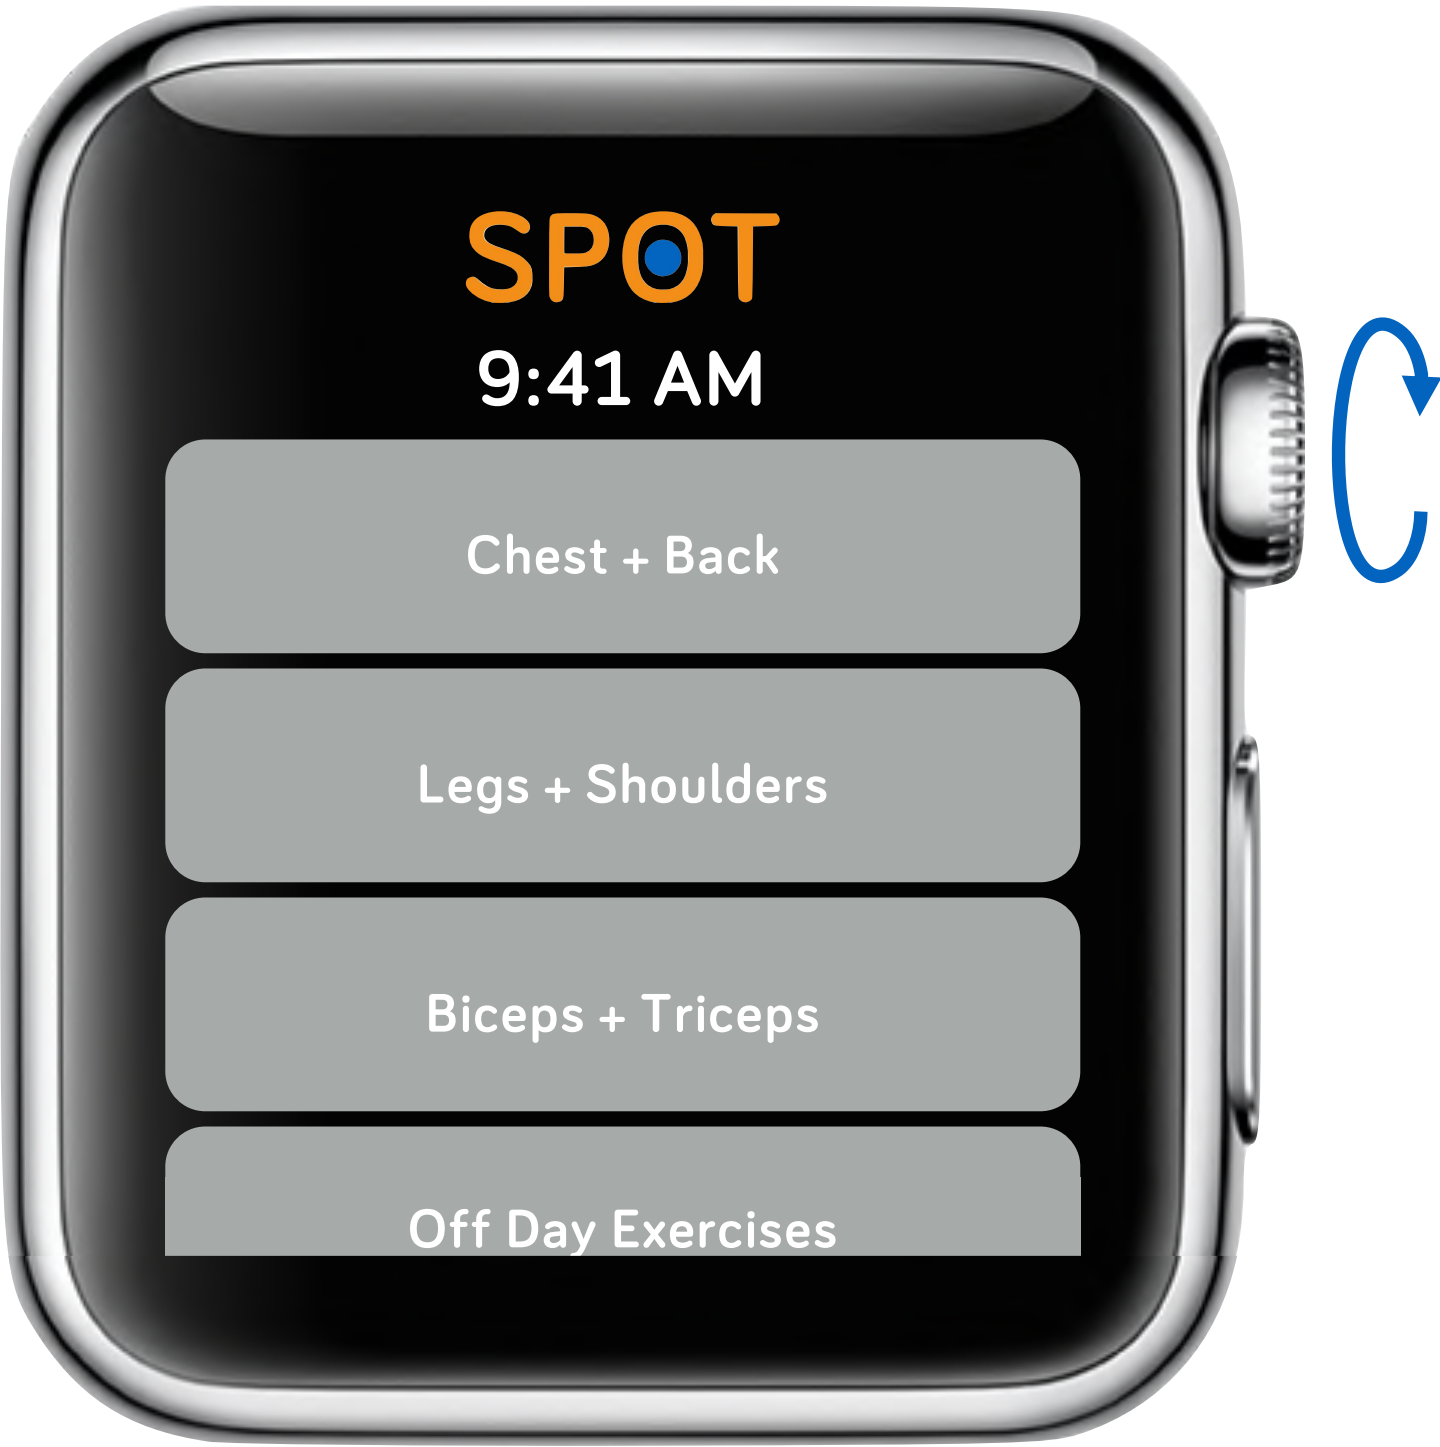 SPOT
9:41 AM
Chest + Back
Legs + Shoulders
Biceps + Triceps
Off Day Exercises